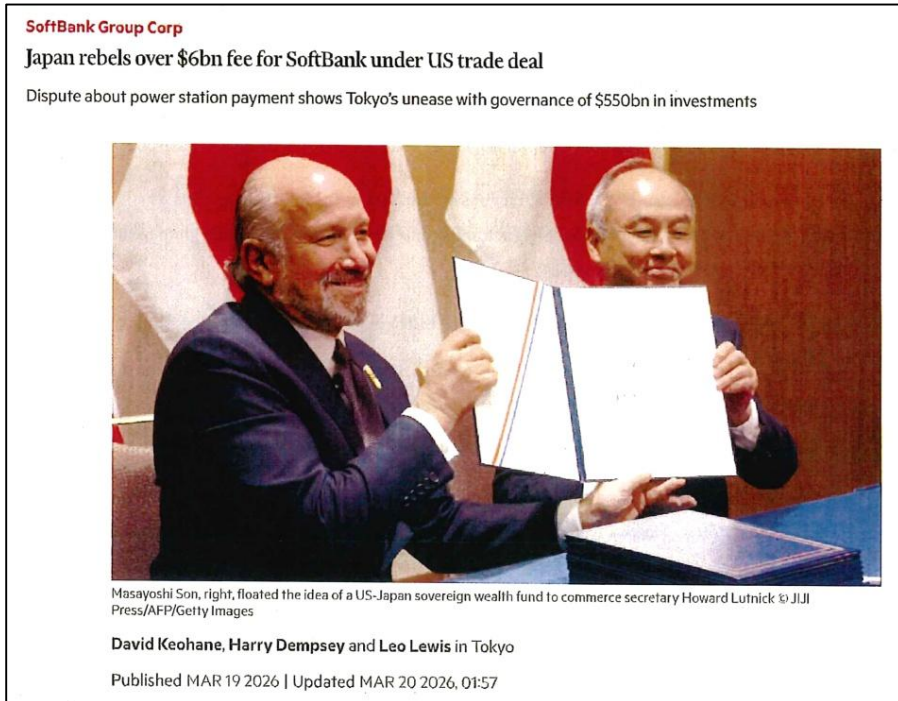 SoftBank Group Corp
Japan rebels over $6bn fee for SoftBank under US trade deal
Dispute about power station payment shows Tokyo's unease with governance of $550bn in investments
Masayoshi Son, right, floated the idea of a US-Japan sovereign wealth fund to commerce secretary Howard Lutnick © JIJI
Press/AFP/Getty Images
David Keohane, Harry Dempsey and Leo Lewis in Tokyo
Published MAR 19 2026 | Updated MAR 20 2026, 01:57